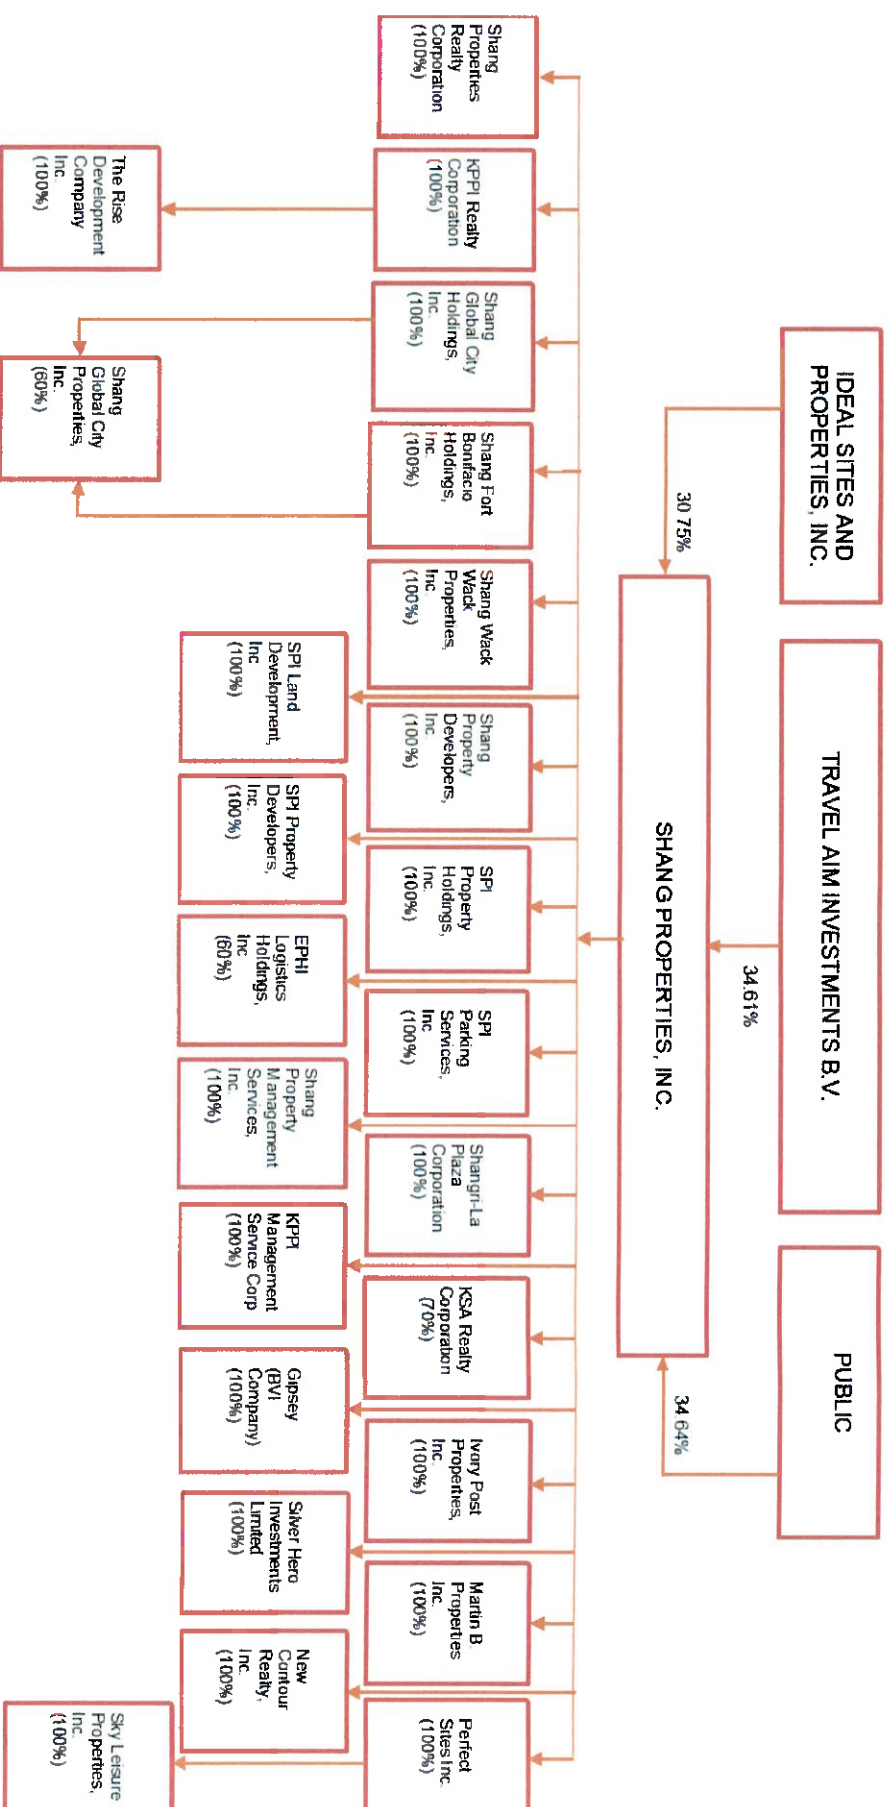 IDEAL SITES AND
PROPERTIES, INC.
TRAVEL AIM INVESTMENTS B.V.
PUBLIC
30 75%
34.61%
34 64%
SHANG PROPERTIES, INC.
Shang
Properties
Realty
Corporation
(100%)
KPPI Realty
Corporation
(100%)
Shang
Global City
Holdings,
Inc.
(100%)
Shang Fort
Bonifacio
Holdings,
Inc.
(100%)
Shang Wack
Wack
Properties,
Inc.
(100%)
Shang
Property
Developers,
Inc.
(100%)
SPI
Property
Holdings,
Inc.
(100%)
SPI
Parking
Services,
Inc
(100%)
Shangri-La
Plaza
Corporation
(100%)
KSA Realty
Corporation
(70%)
Ivory Post
Properties,
Inc.
(100%)
Martin B.
Properties
Inc.
(100%)
Perfect
Sites Inc.
(100%)
SPI Land
Development,
Inc
(100%)
SPI Property
Developers,
Inc.
(100%)
EPHI
Logistics
Holdings,
Inc
(60%)
Shang
Property
Management
Services,
Inc.
(100%)
KPPI
Management
Service Corp
(100%)
Gipsey
(BVI
Company)
(100%)
Silver Hero
Investments
Limited
(100%)
New
Contour
Realty,
Inc.
(100%)
The Rise
Development
Company
Inc.
(100%)
Shang
Global City
Properties,
Inc.
(60%)
Sky Leisure
Properties,
Inc.
(100%)